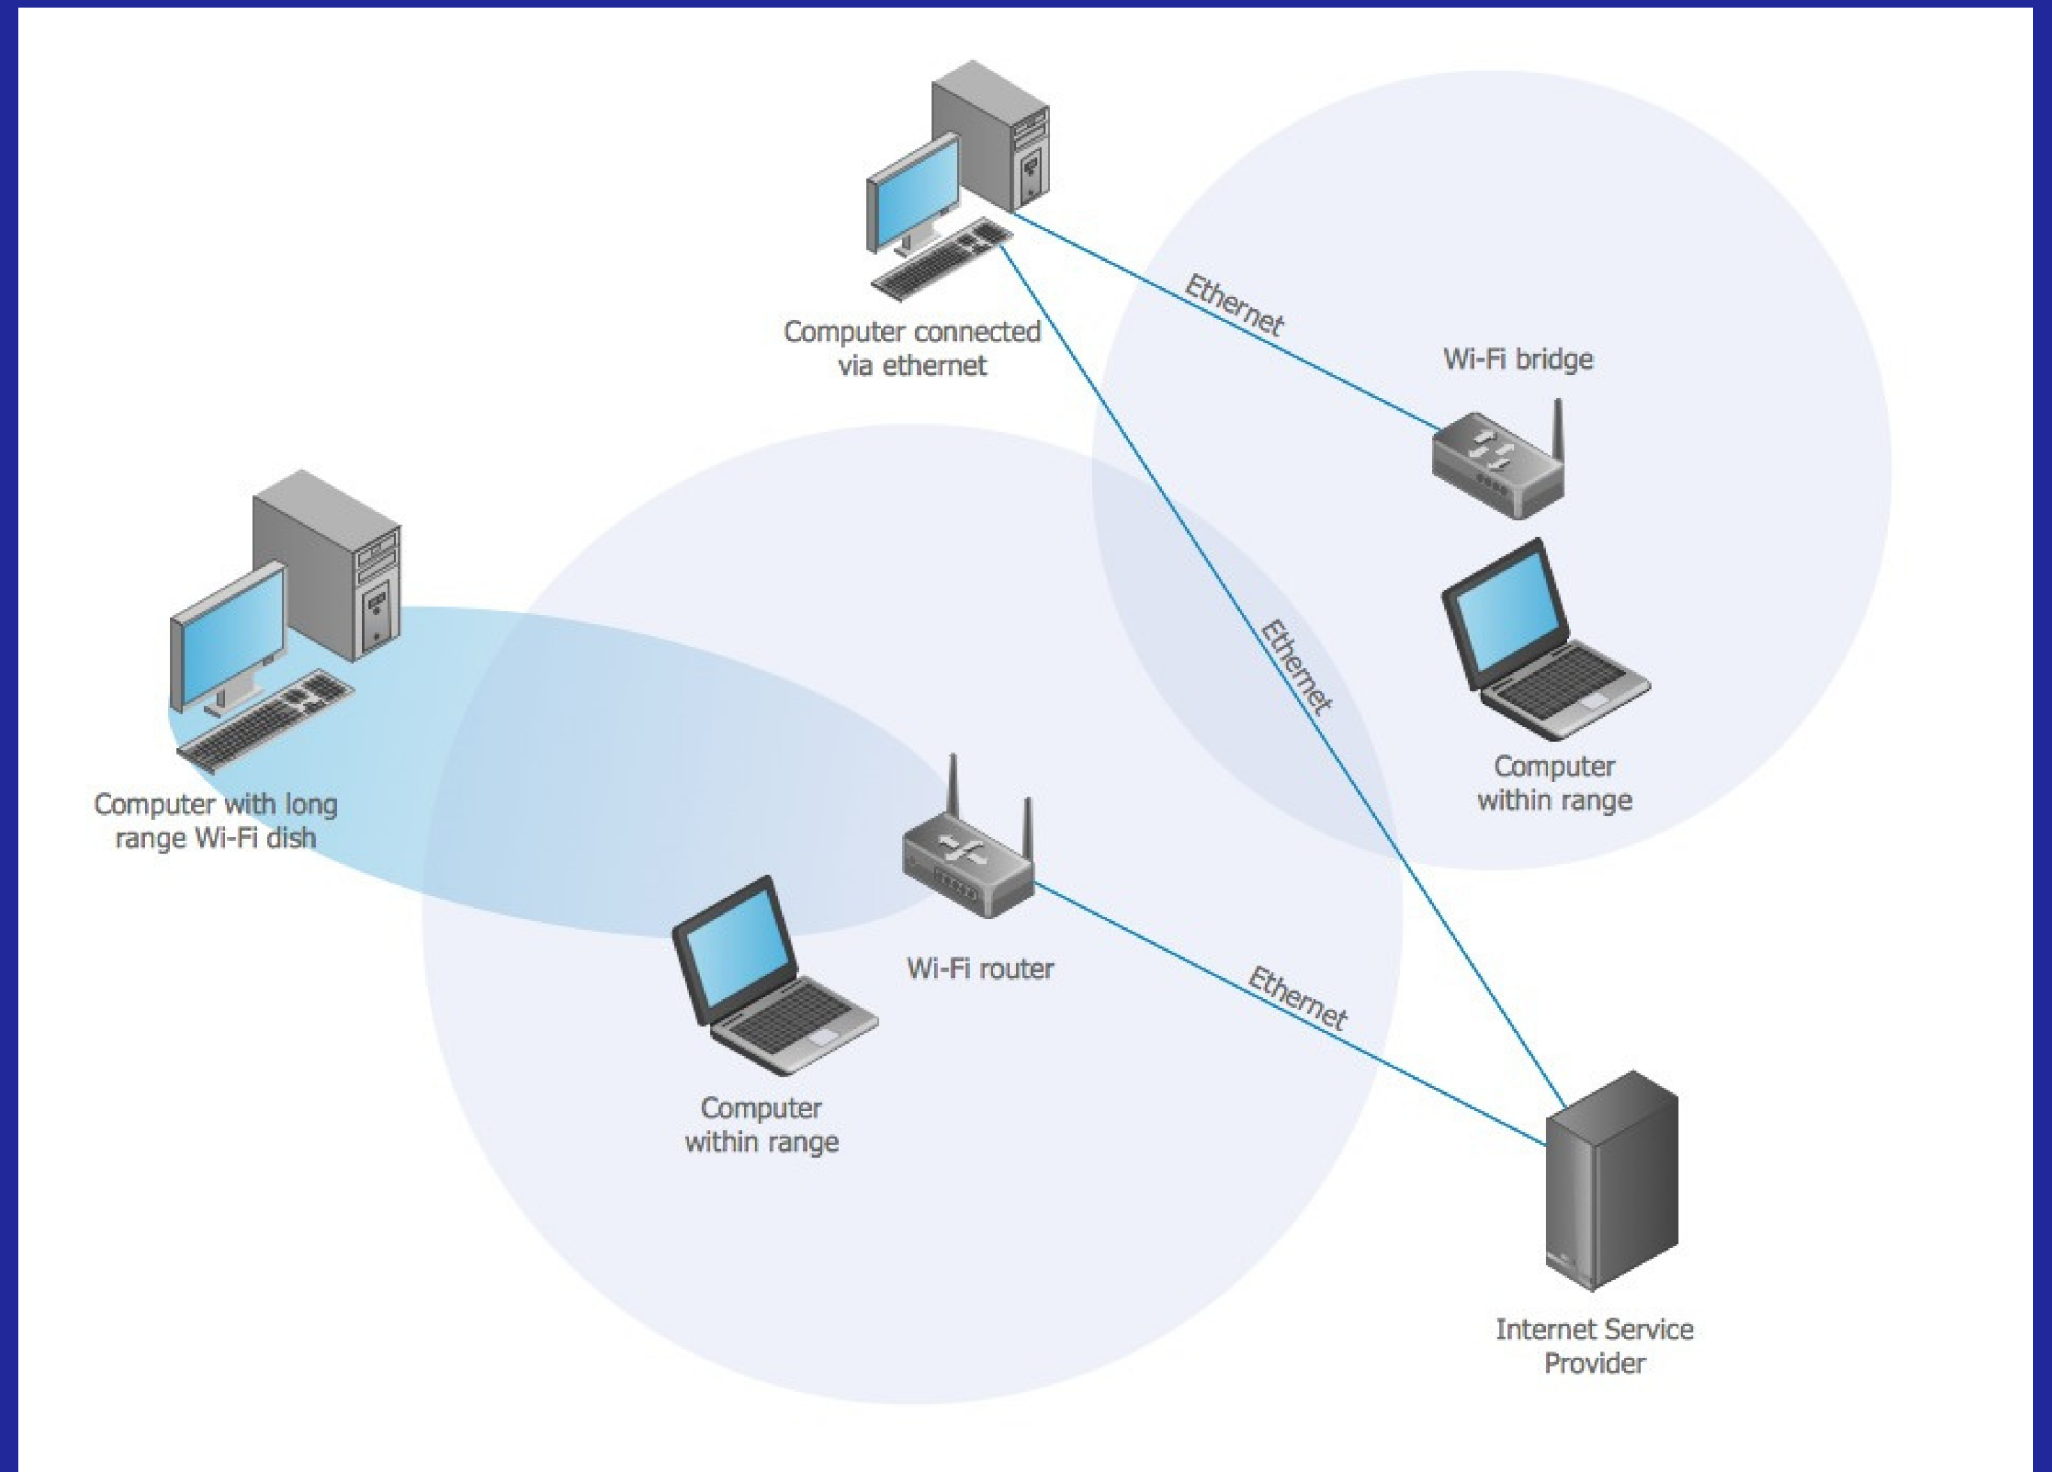 Computer connected
via ethernet
Ethernet
Wi-Fi bridge
Ethernet
Computer
within range
Computer with long
range Wi-Fi dish
Wi-Fi router
Ethernet
Computer
within range
Internet Service
Provider